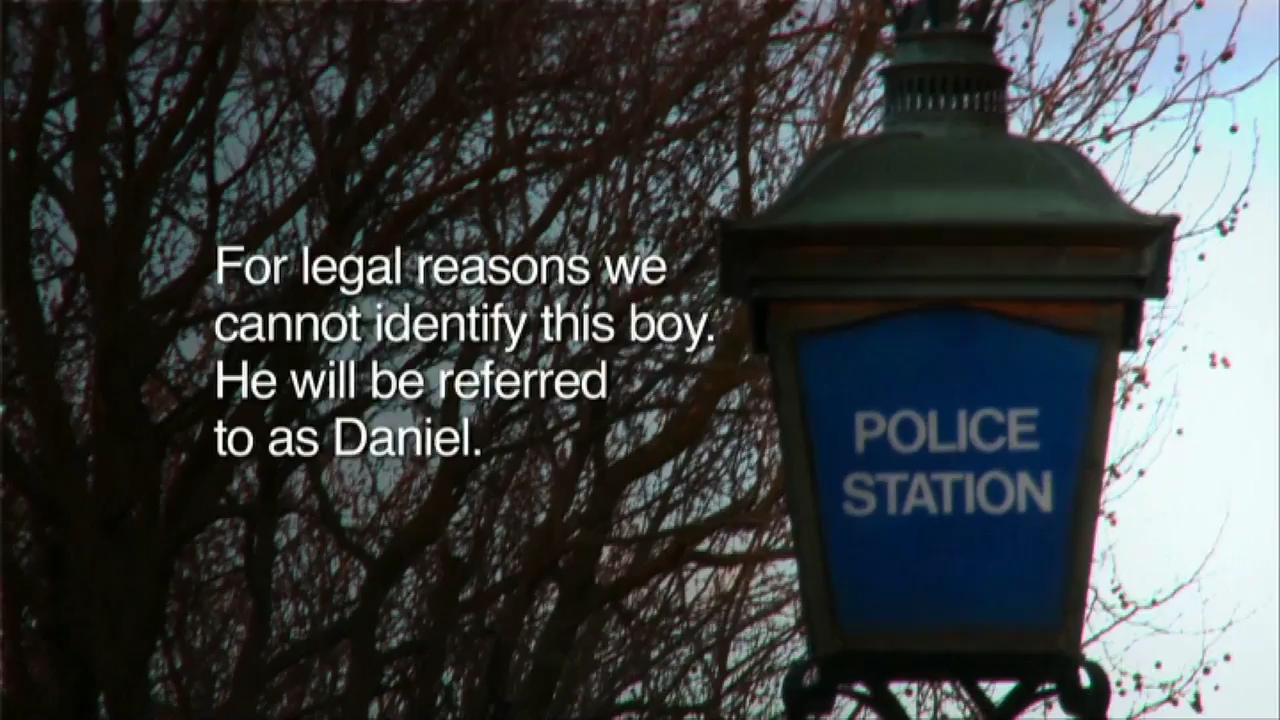 For legal reasons we
cannot identify this boy.
He will be referred
to as Daniel.
POLICE
STATION